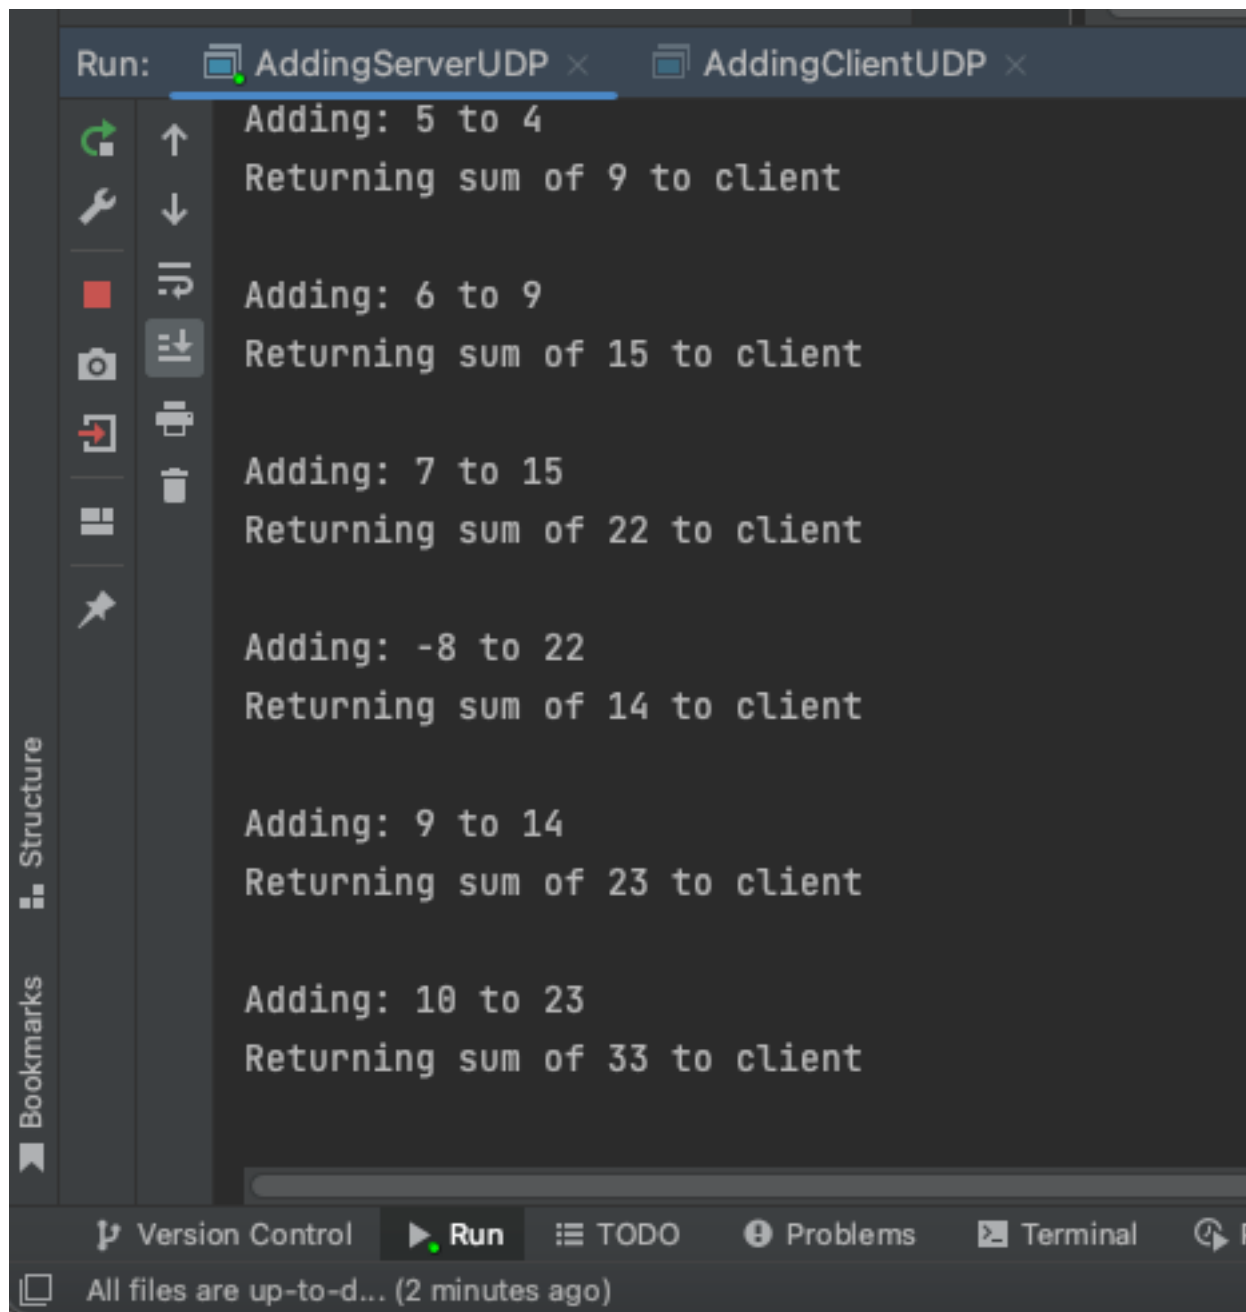 Run: AddingServerUDP AddingClientUDP
Adding: 5 to 4
Returning sum of 9 to client
Adding: 6 to 9
Returning sum of 15 to client
Adding: 7 to 15
Returning sum of 22 to client
Adding: -8 to 22
Returning sum of 14 to client
Adding: 9 to 14
Returning sum of 23 to client
Adding: 10 to 23
Returning sum of 33 to client
Structure
Bookmarks
Version Control Run TODO Problems Terminal
All files are up-to-d... (2 minutes ago)